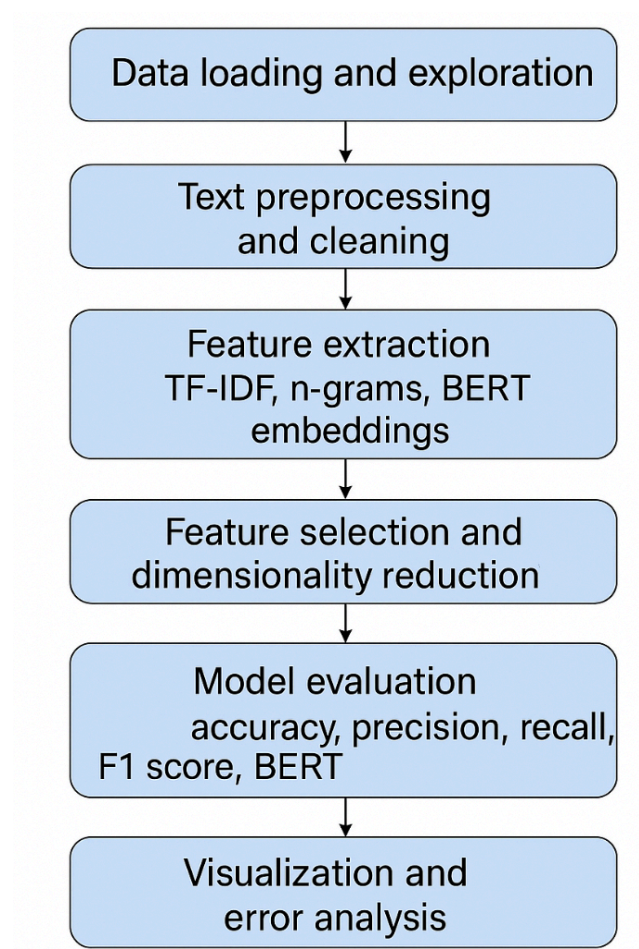 Data loading and exploration
Text preprocessing
and cleaning
Feature extraction
TF-IDF, n-grams, BERT
embeddings
Feature selection and
dimensionality reduction
Model evaluation
accuracy, precision, recall,
F1 score, BERT
Visualization and
error analysis